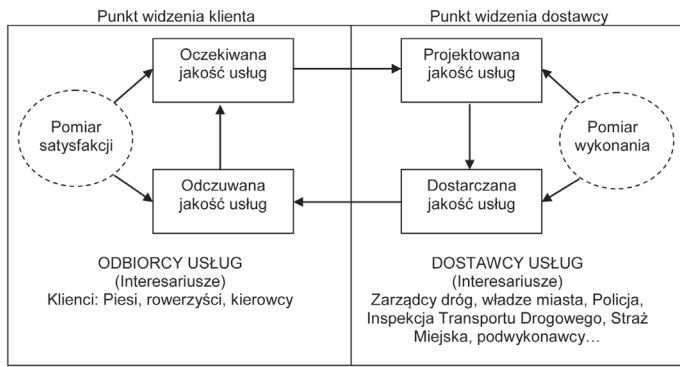 Punkt widzenia klienta
Punkt widzenia dostawcy
Oczekiwana
jakość usług
Projektowana
jakość usług
Pomiar
satysfakcji
Pomiar
wykonania
Odczuwana
jakość usług
Dostarczana
jakość usług
ODBIORCY USŁUG
(Interesariusze)
Klienci: Piesi, rowerzyści, kierowcy
DOSTAWCY USŁUG
(Interesariusze)
Zarządcy dróg, władze miasta, Policja,
Inspekcja Transportu Drogowego, Straż
Miejska, podwykonawcy…